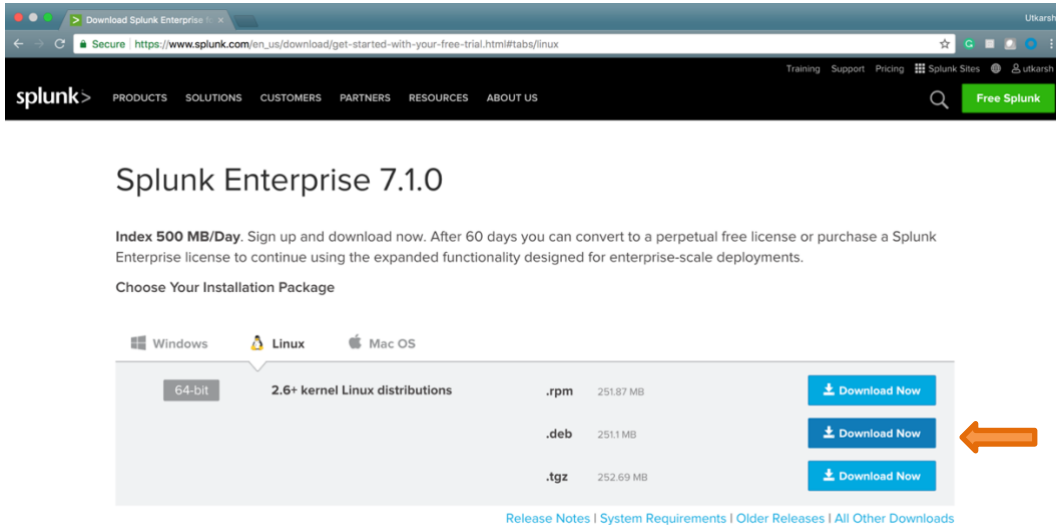 Download Splunk Enterprise fo
Utkarsh
Secure https://www.splunk.com/en_us/download/get-started-with-your-free-trial.html#tabs/linux
Training Support Pricing Splunk Sites utkarsh
splunk> PRODUCTS SOLUTIONS CUSTOMERS PARTNERS RESOURCES ABOUT US Free Splunk
Splunk Enterprise 7.1.0
Index 500 MB/Day. Sign up and download now. After 60 days you can convert to a perpetual free license or purchase a Splunk
Enterprise license to continue using the expanded functionality designed for enterprise-scale deployments.
Choose Your Installation Package
Windows Linux Mac OS
64-bit 2.6+ kernel Linux distributions .rpm 251.87 MB Download Now
.deb 251.1 MB Download Now
.tgz 252.69 MB Download Now
Release Notes | System Requirements | Older Releases | All Other Downloads